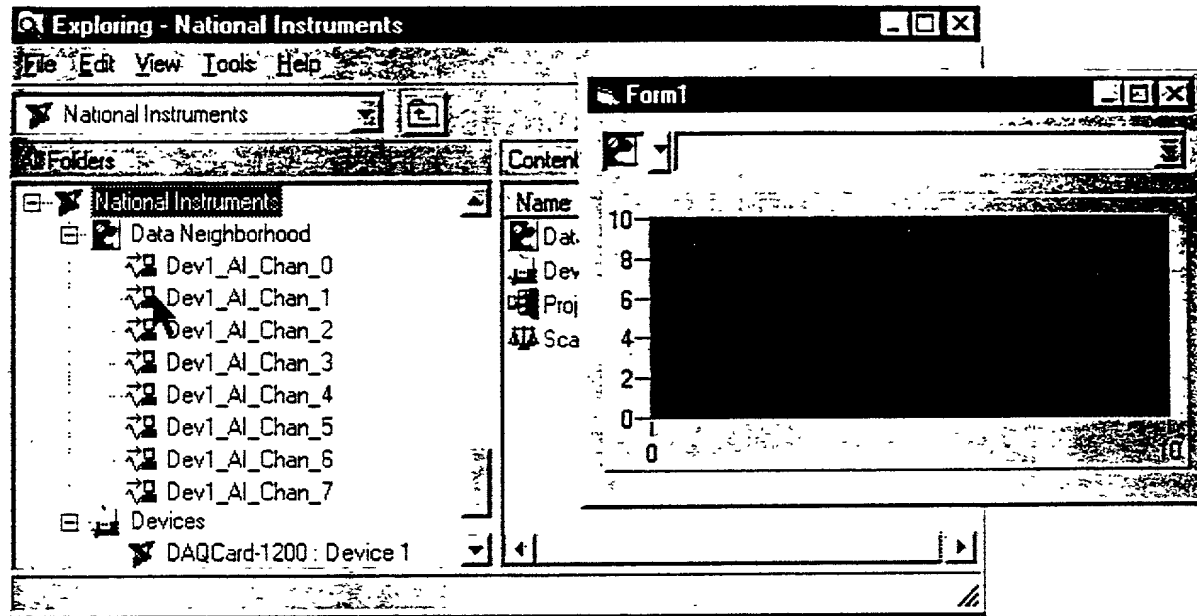 Exploring - National Instruments
File Edit View Tools Help
National Instruments
All Folders
National Instruments
Data Neighborhood
Dev1_AI_Chan_0
Dev1_AI_Chan_1
Dev1_AI_Chan_2
Dev1_AI_Chan_3
Dev1_AI_Chan_4
Dev1_AI_Chan_5
Dev1_AI_Chan_6
Dev1_AI_Chan_7
Devices
DAQCard-1200 : Device 1
Content
Name
Dat
Dev
Proj
Sca
Form1
10
8
6
4
2
0
0
10